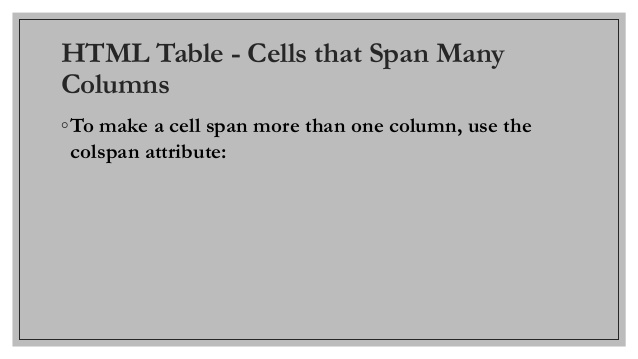 HTML Table - Cells that Span Many
Columns
◦To make a cell span more than one column, use the
colspan attribute: